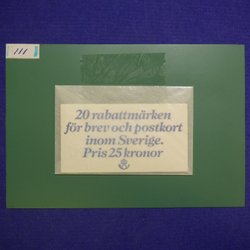 111
20 rabattmärken
för brev och postkort
inom Sverige.
Pris 25 kronor